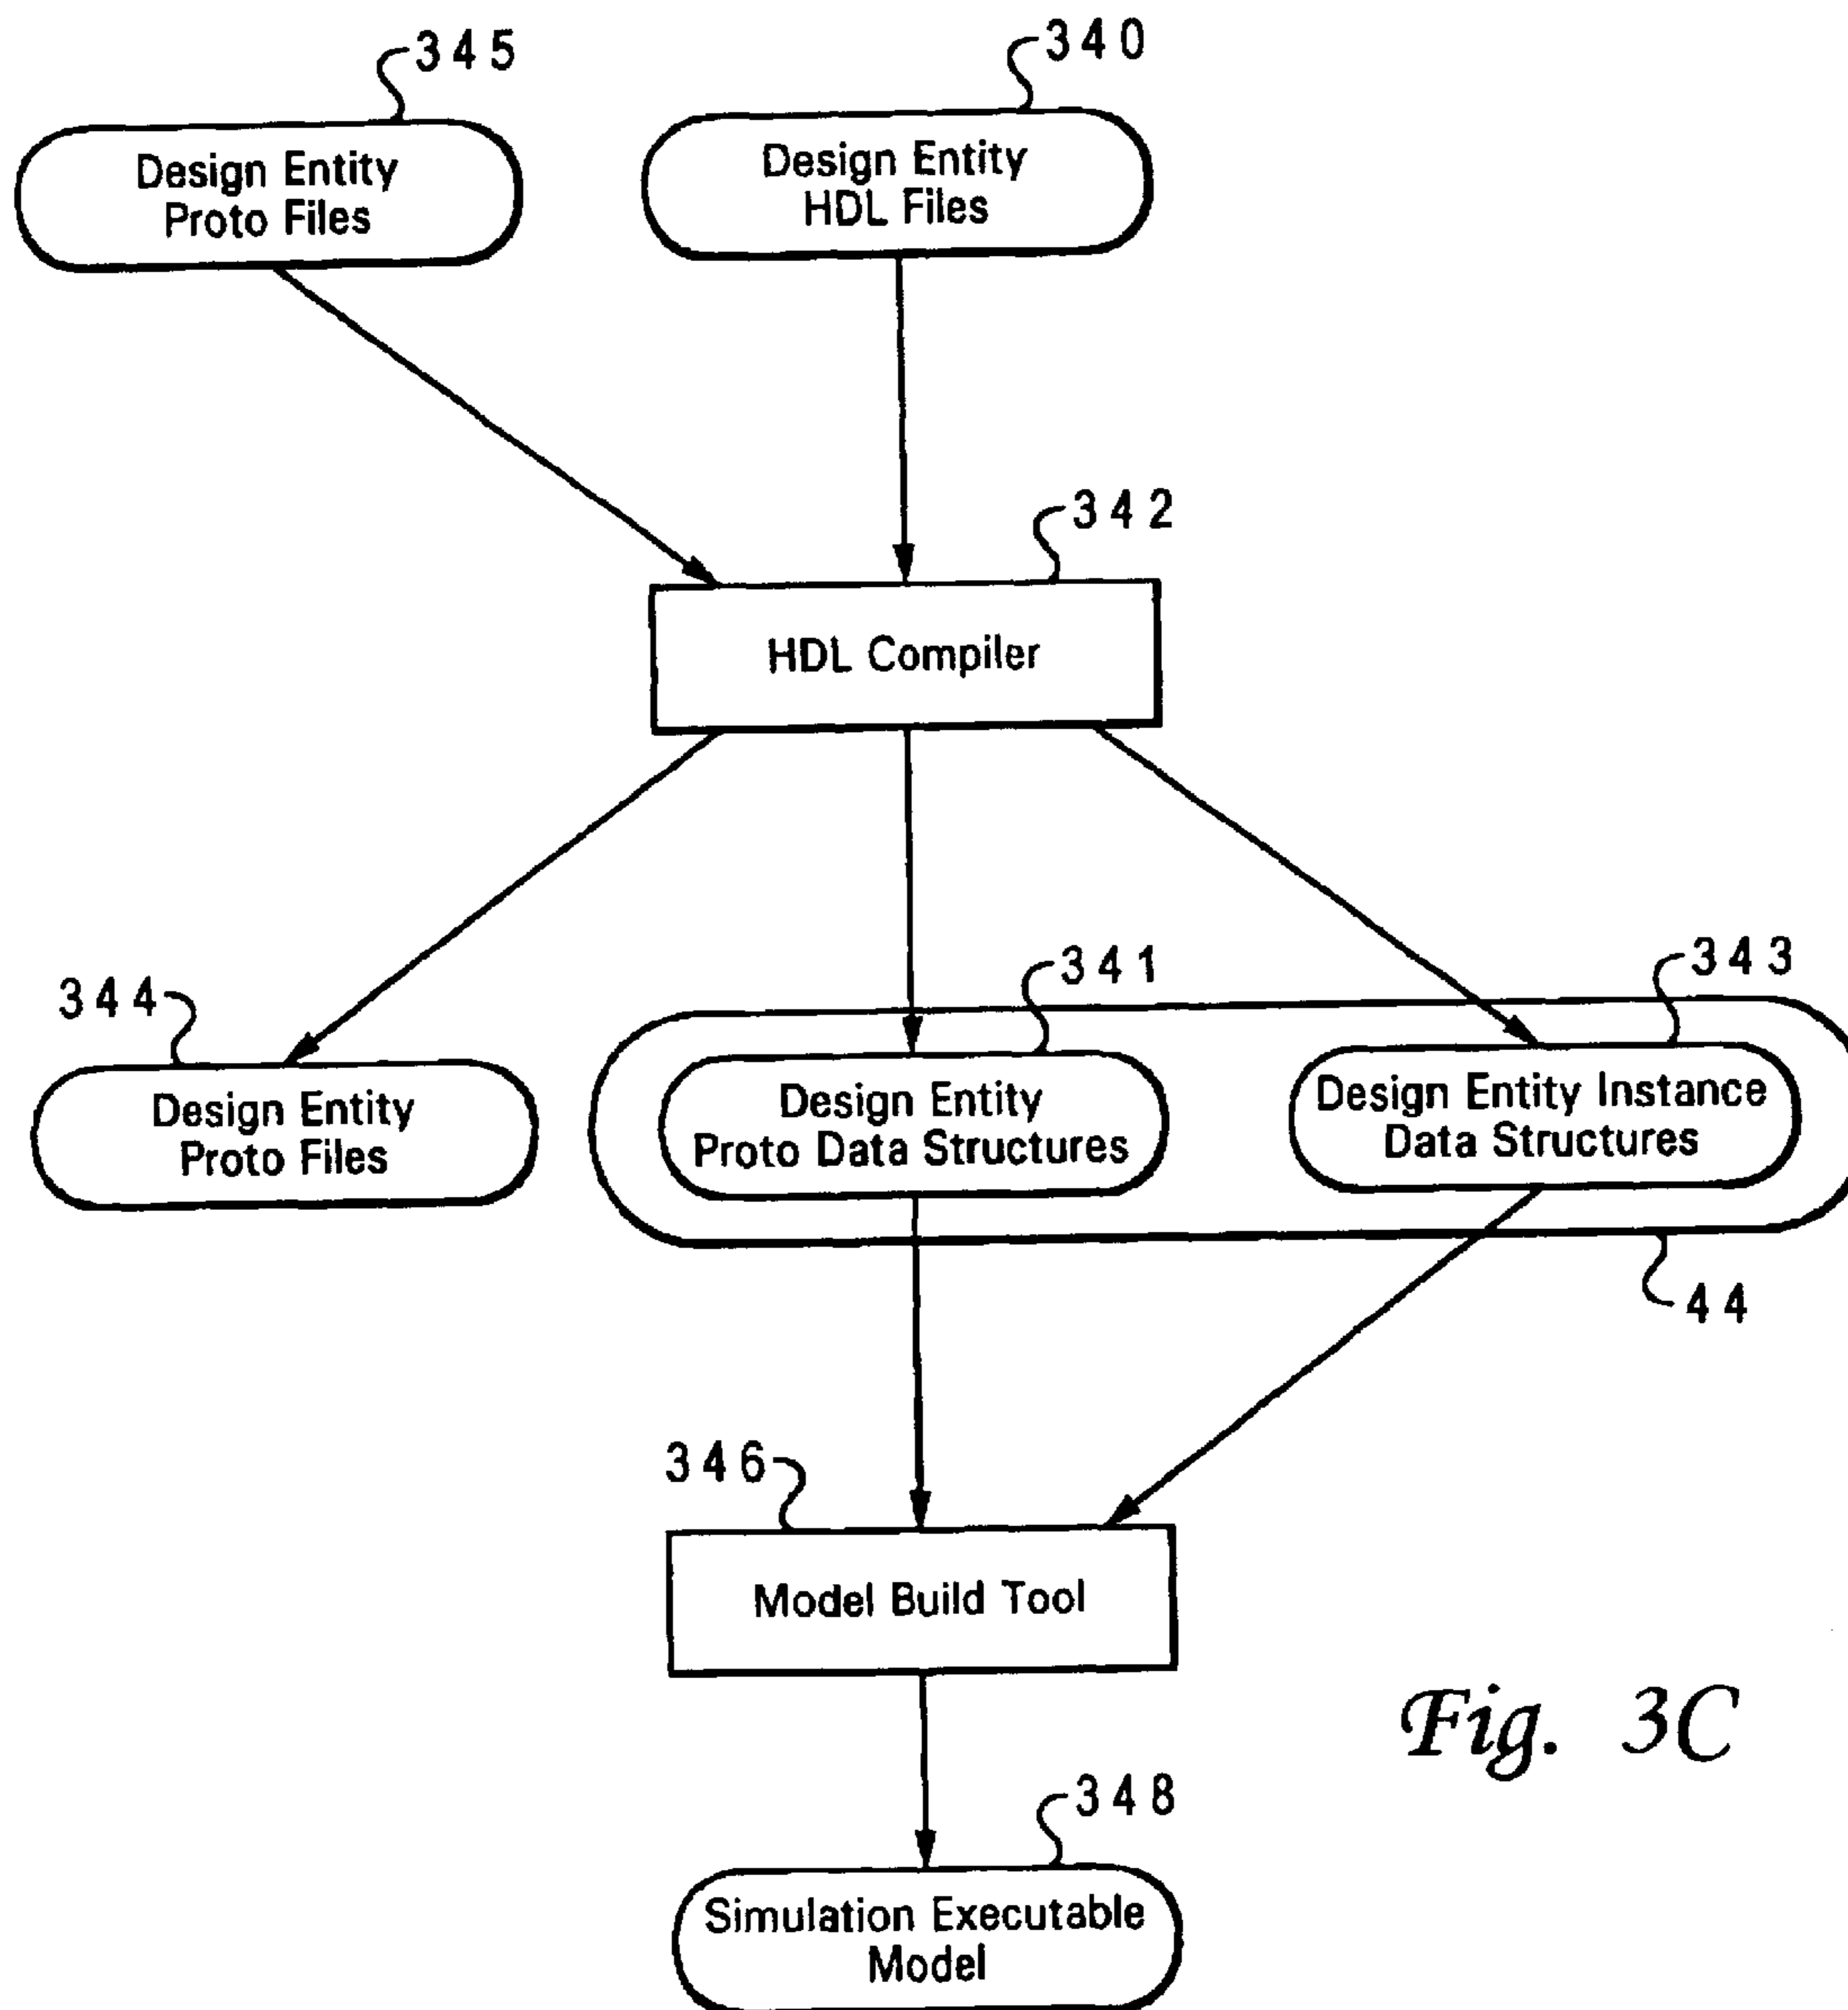 345
340
Design Entity
Proto Files
Design Entity
HDL Files
342
HDL Compiler
344
341
343
Design Entity
Proto Files
Design Entity
Proto Data Structures
Design Entity Instance
Data Structures
44
346
Model Build Tool
Fig. 3C
348
Simulation Executable
Model